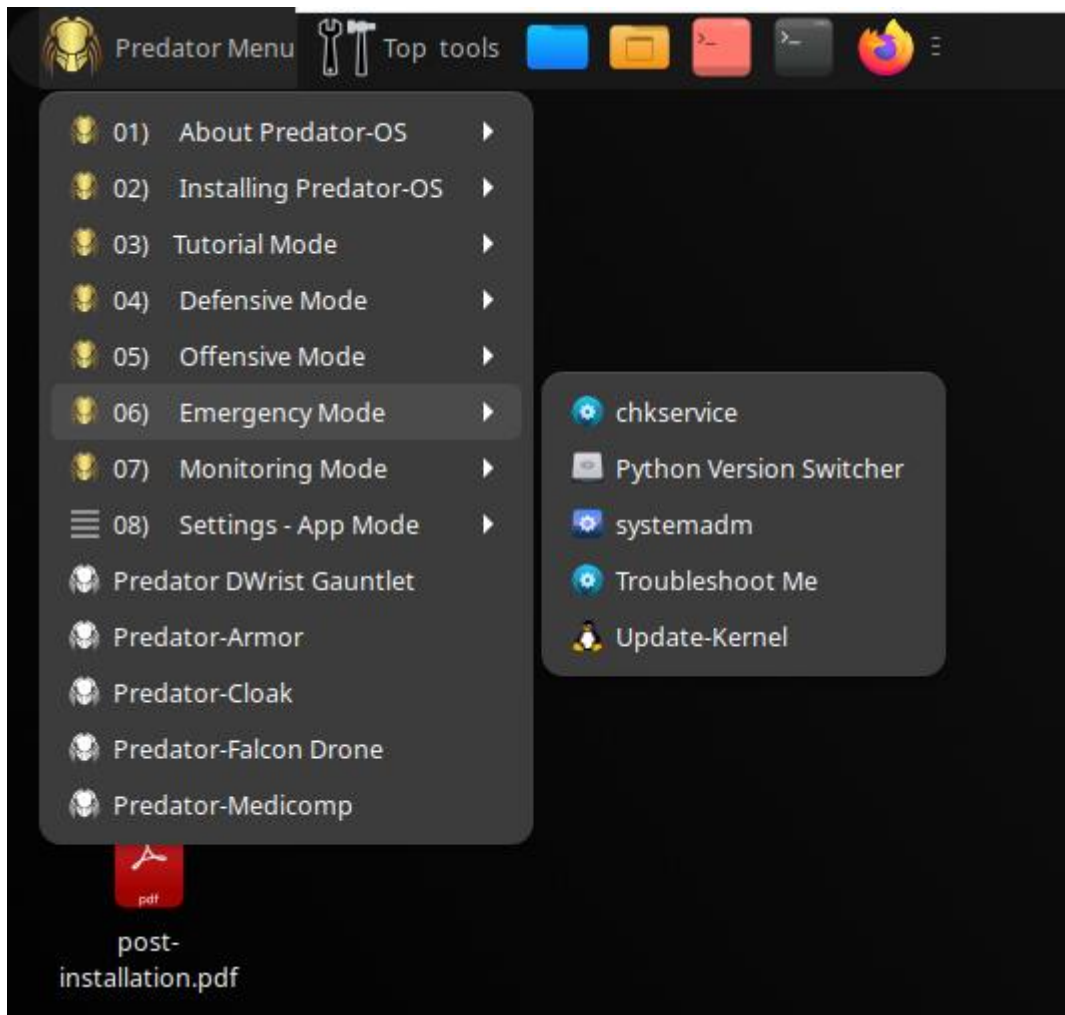 Predator Menu
Top tools
01) About Predator-OS
02) Installing Predator-OS
03) Tutorial Mode
04) Defensive Mode
05) Offensive Mode
06) Emergency Mode
07) Monitoring Mode
08) Settings - App Mode
Predator DWrist Gauntlet
Predator-Armor
Predator-Cloak
Predator-Falcon Drone
Predator-Medicomp
chkservice
Python Version Switcher
systemadm
Troubleshoot Me
Update-Kernel
pdf
post-
installation.pdf